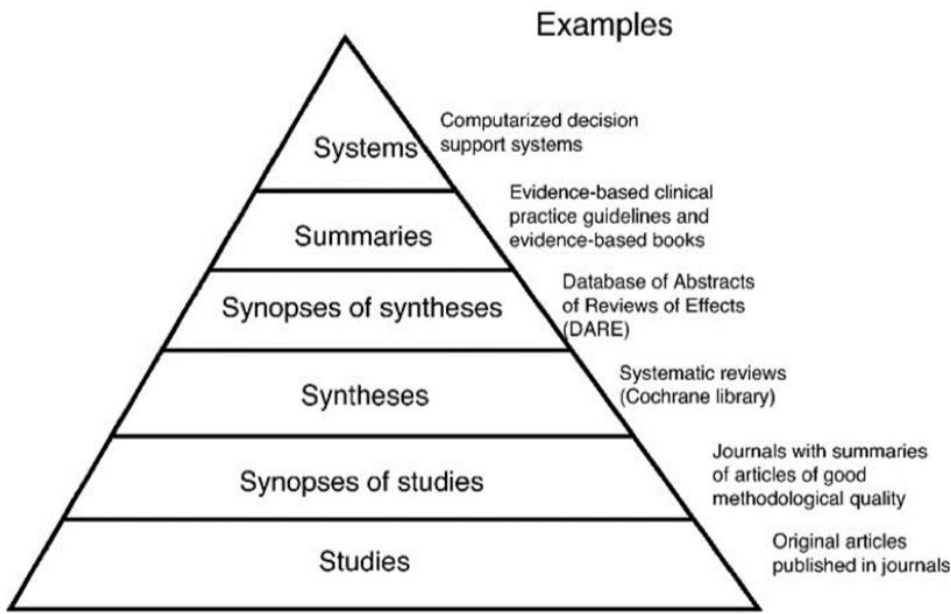 Examples
Systems
Computarized decision
support systems
Summaries
Evidence-based clinical
practice guidelines and
evidence-based books
Synopses of syntheses
Database of Abstracts
of Reviews of Effects
(DARE)
Syntheses
Systematic reviews
(Cochrane library)
Synopses of studies
Journals with summaries
of articles of good
methodological quality
Studies
Original articles
published in journals